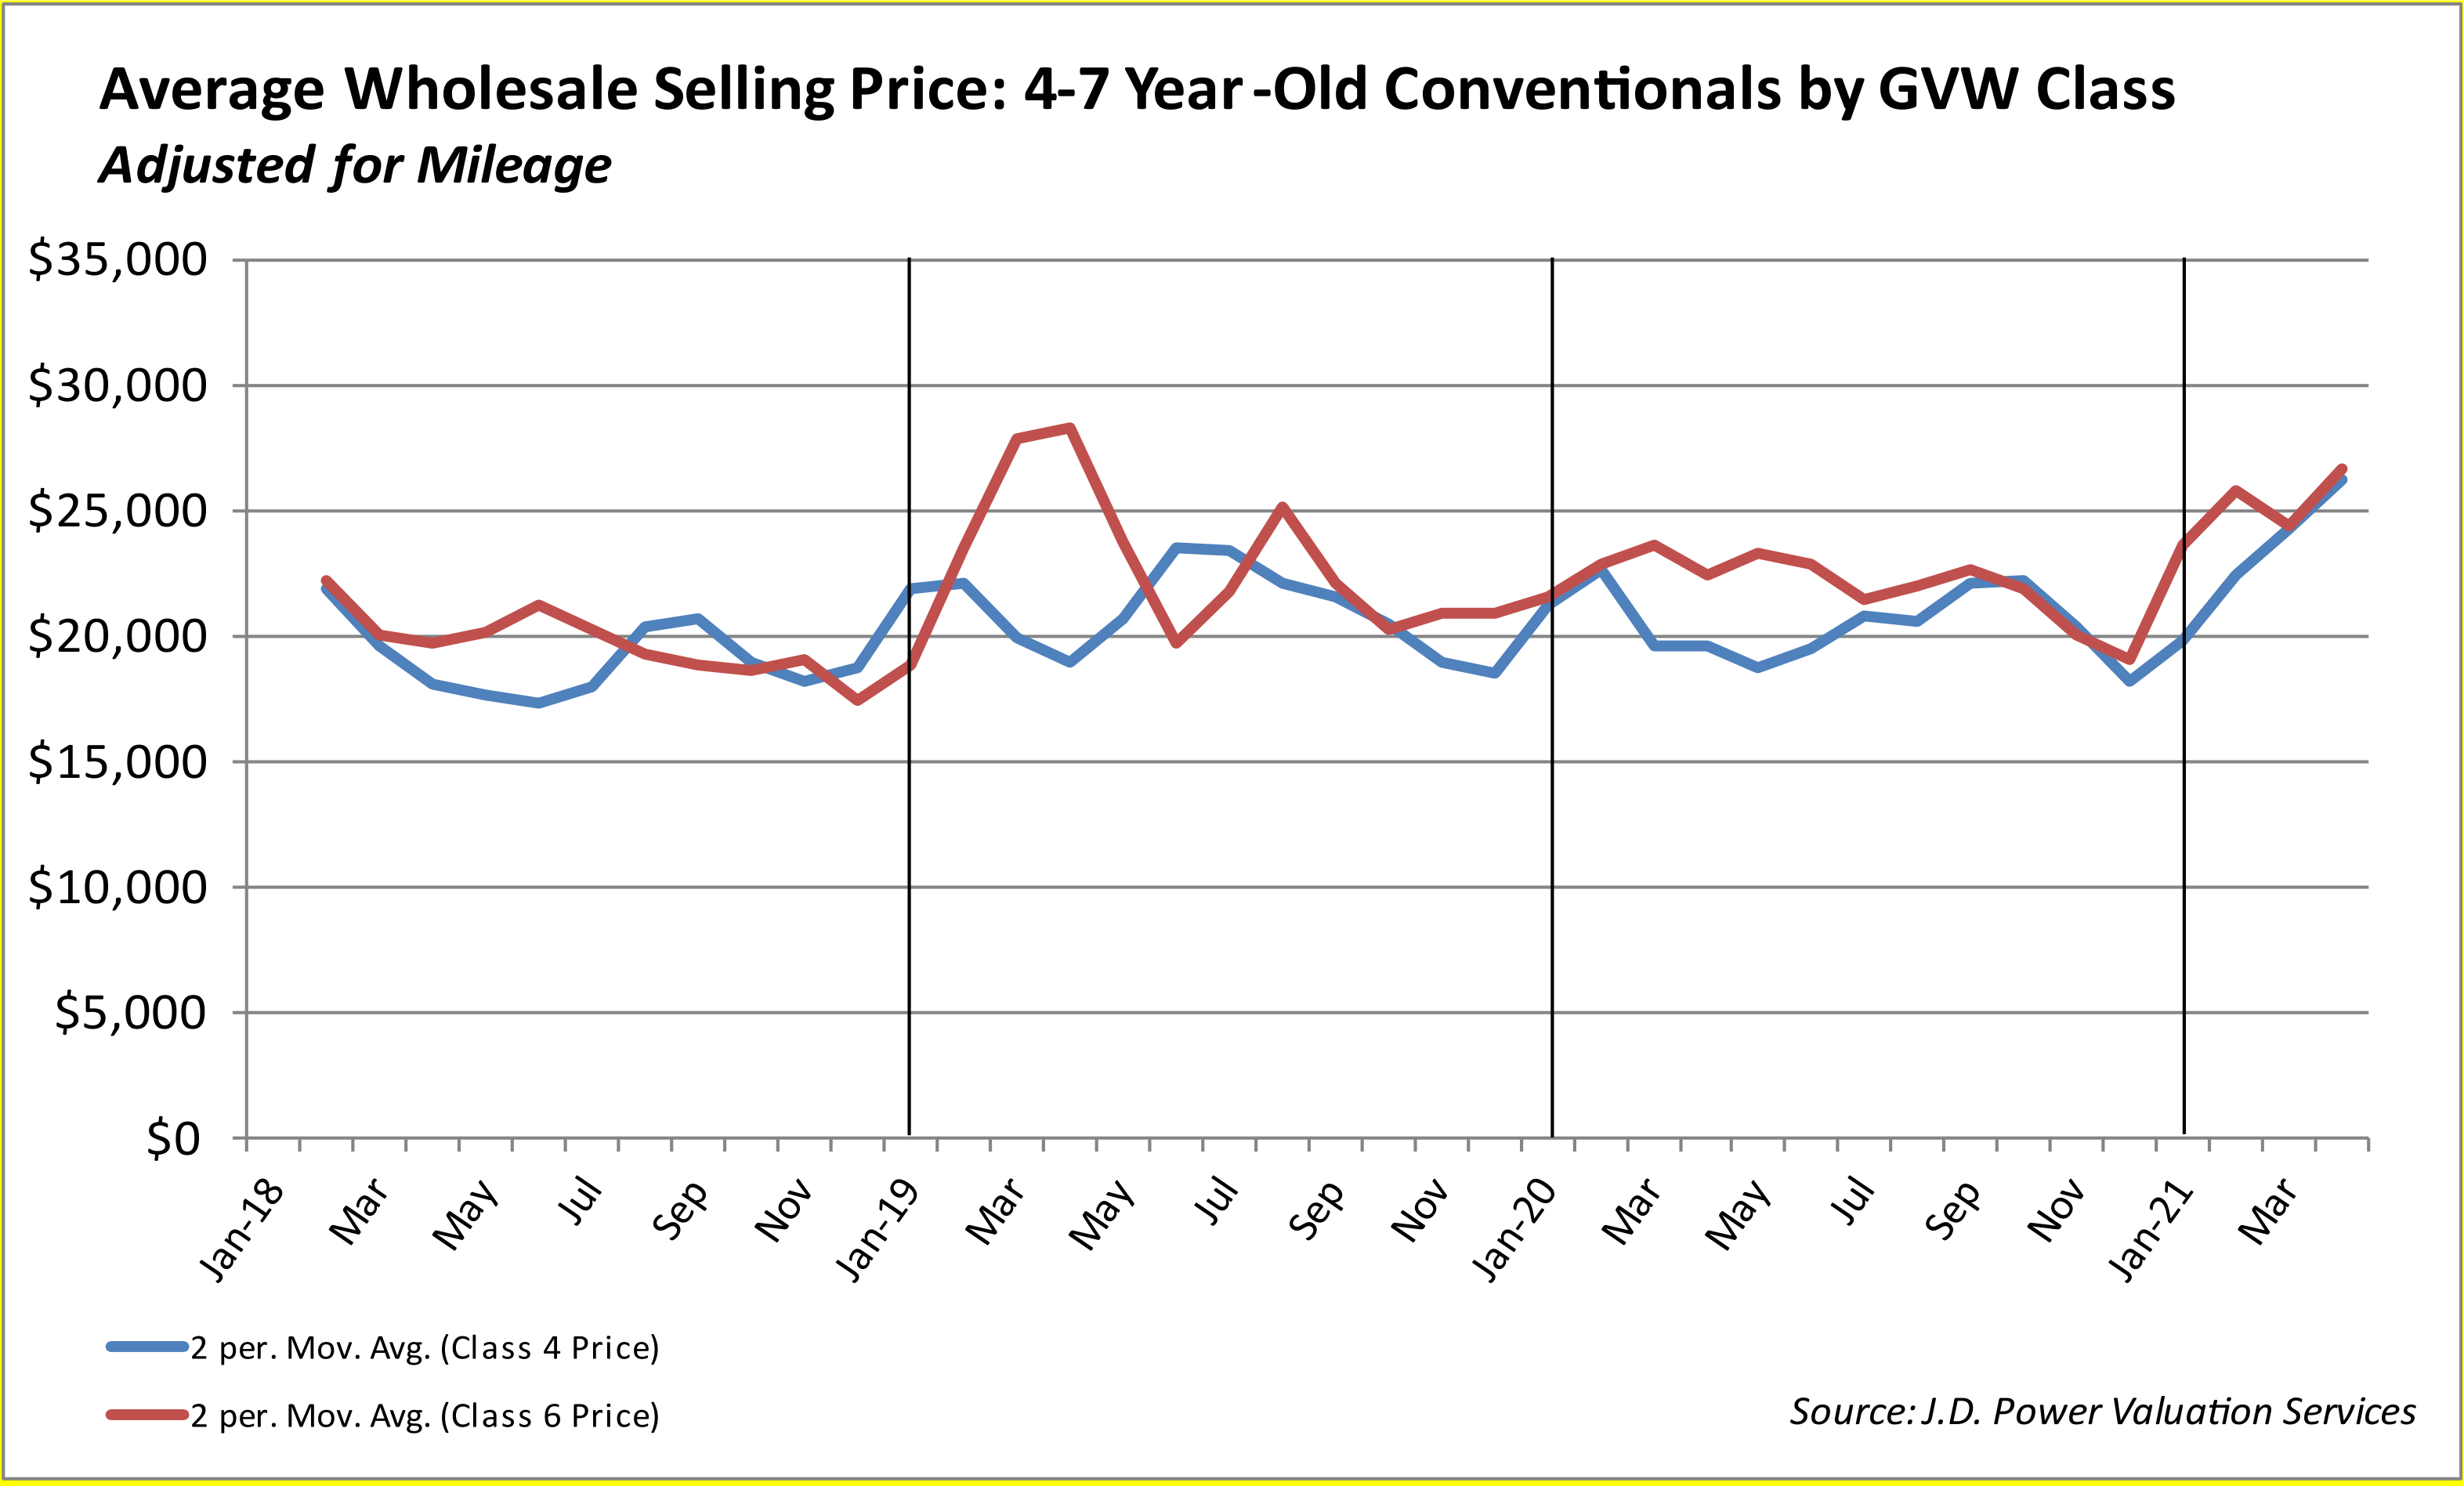 Average Wholesale Selling Price: 4-7 Year -Old Conventionals by GVW Class
Adjusted for Mileage
$35,000
$30,000
$25,000
$20,000
$15,000
$10,000
$5,000
$0
Jan-18 Mar May Jul Sep Nov Jan-19 Mar May Jul Sep Nov Jan-20 Mar May Jul Sep Nov Jan-21 Mar
2 per. Mov. Avg. (Class 4 Price)
2 per. Mov. Avg. (Class 6 Price)
Source: J.D. Power Valuation Services